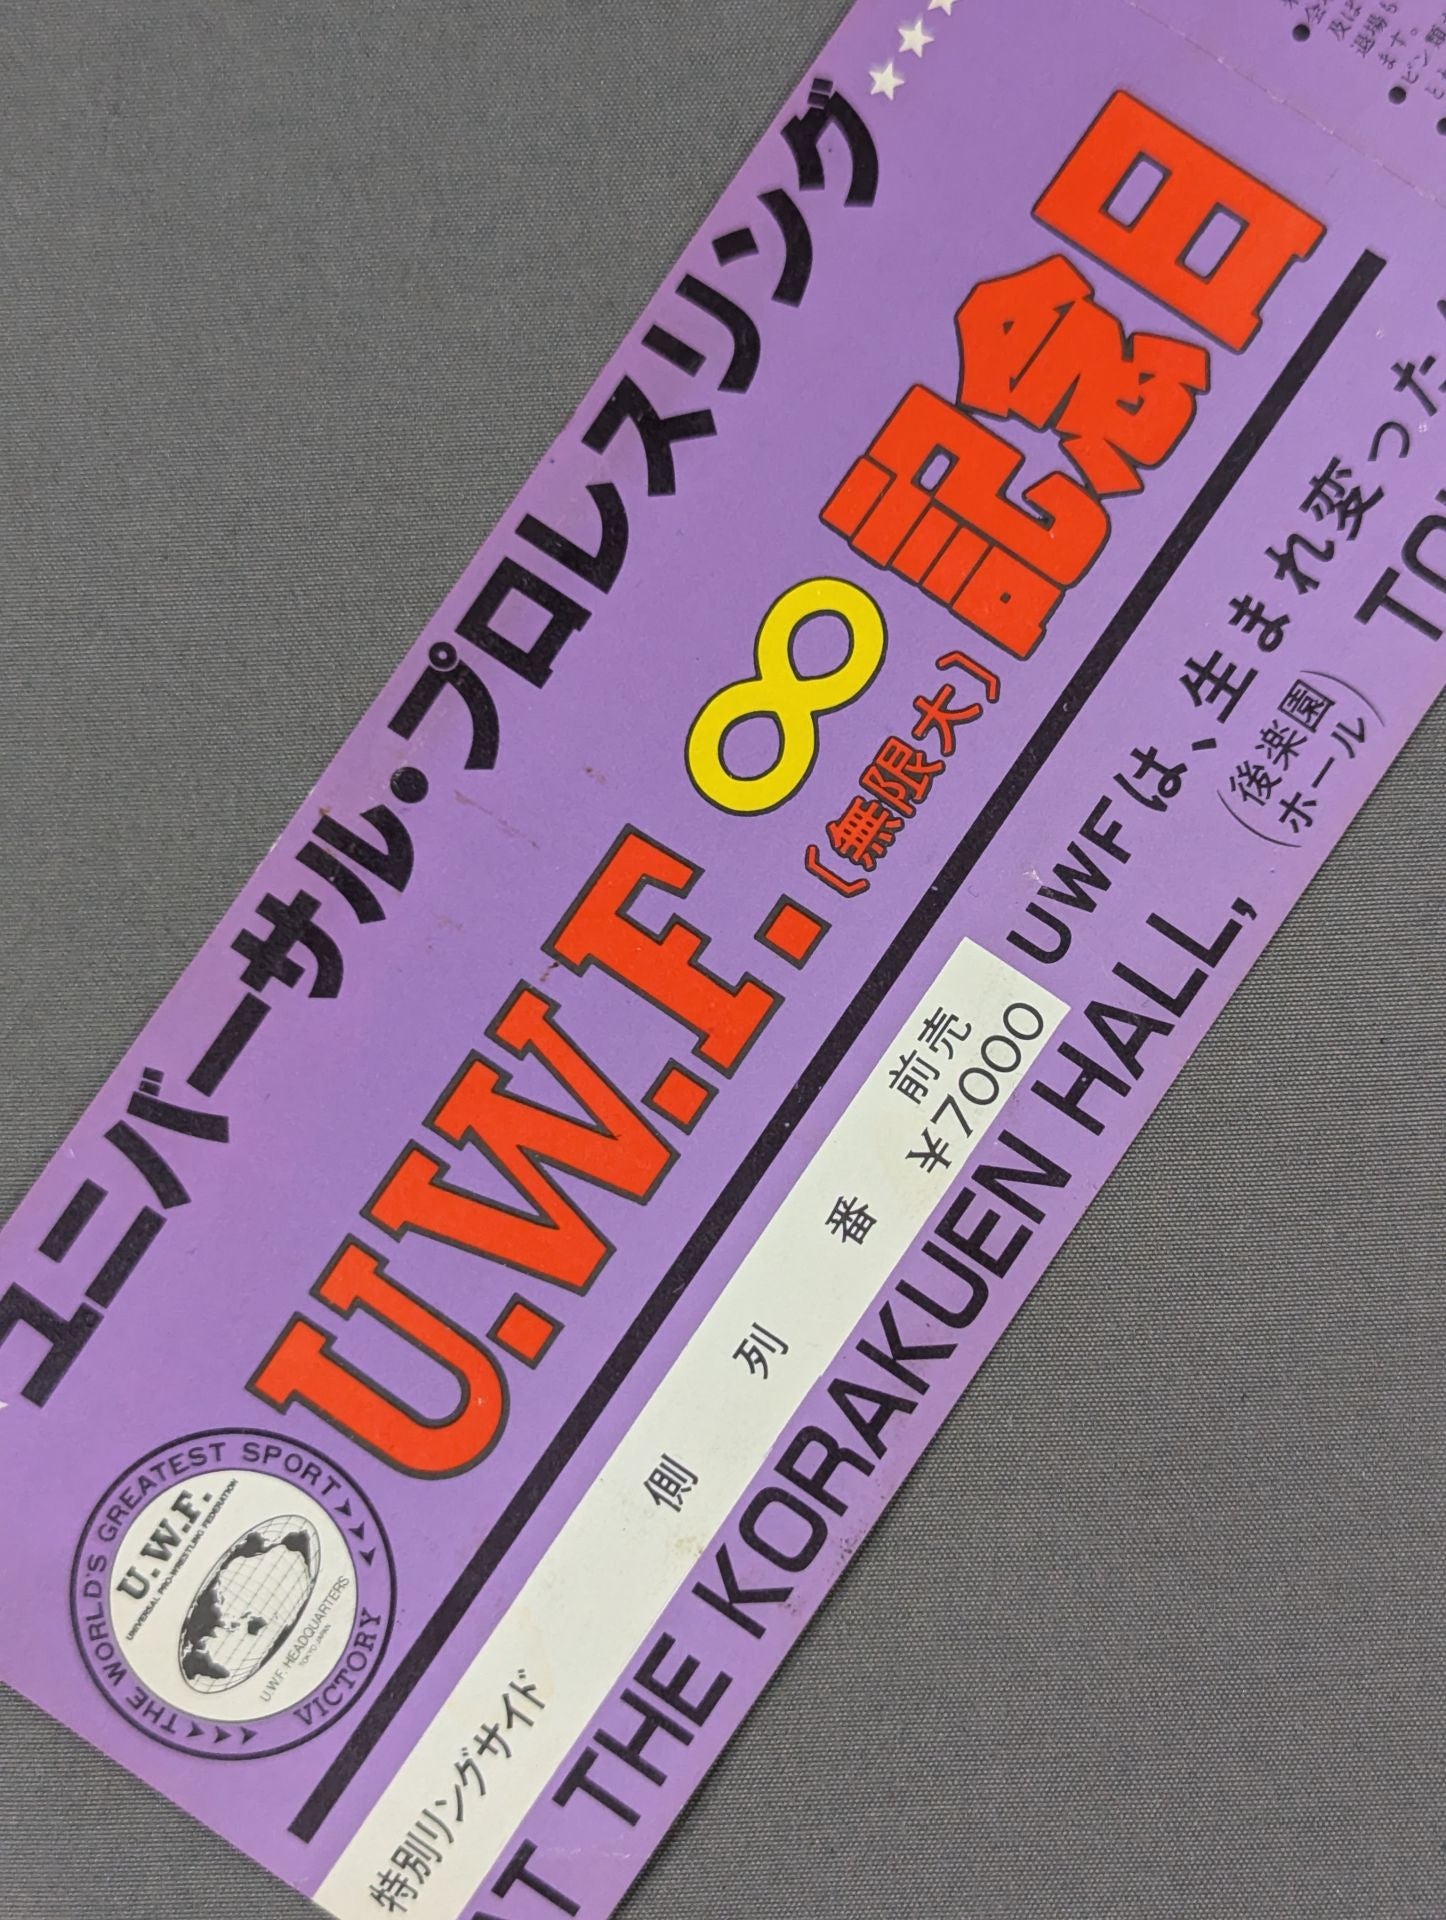 ユニバーサル・プロレスリング
U.W.F.∞記念日
〔無限大〕
THE WORLD'S GREATEST SPORT
U.W.F.
UNIVERSAL PRO-WRESTLING FEDERATION
U.W.F. HEADQUARTERS
TOKYO JAPAN
VICTORY
特別リングサイド 側 列 番 前売
¥7000
UWFは、生まれ変った
AT THE KORAKUEN HALL,
(後楽園
ホール)